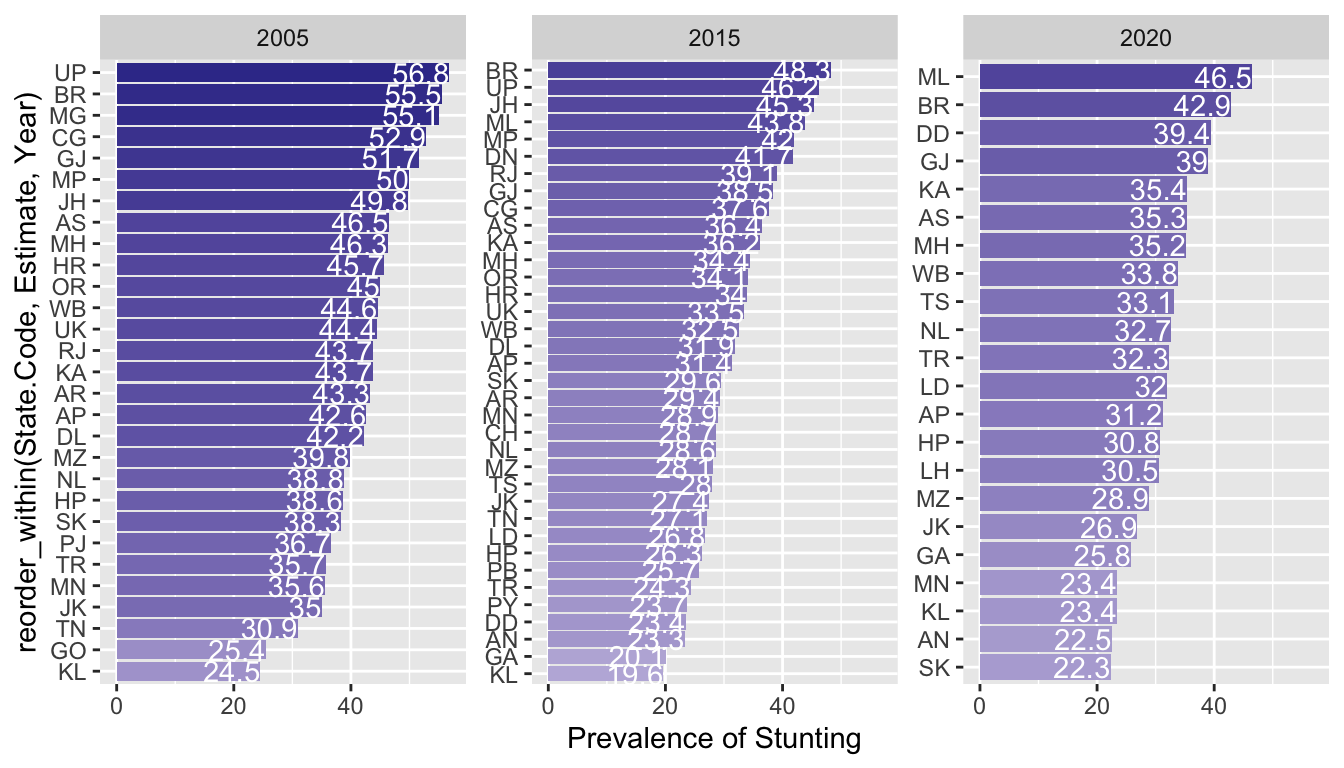 reorder_within(State.Code, Estimate, Year)
2005
UP 56.8
BR 55.5
MG 55.1
CG 52.9
GJ 51.7
MP 50
JH 49.8
AS 46.5
MH 46.3
HR 45.7
OR 45
WB 44.6
UK 44.4
RJ 43.7
KA 43.7
AR 43.3
AP 42.6
DL 42.2
MZ 39.8
NL 38.8
HP 38.6
SK 38.3
PJ 36.7
TR 35.7
MN 35.6
JK 35
TN 30.9
GO 25.4
KL 24.5
0 20 40
2015
BR 48.3
UP 46.2
JH 45.3
ML 43.8
MP 42
DN 41.7
RJ 39.1
GJ 38.5
CG 37.6
AS 36.4
KA 36.2
MH 34.4
OR 34.1
HR 34
UK 33.5
WB 32.5
DL 31.9
AP 31.4
SK 29.6
AR 29.4
MN 28.9
CH 28.7
NL 28.6
MZ 28.1
TS 28
JK 27.4
TN 27.1
LD 26.8
HP 26.3
PB 25.7
TR 24.3
PY 23.7
DD 23.4
AN 23.3
GA 20.1
KL 19.6
0 20 40
2020
ML 46.5
BR 42.9
DD 39.4
GJ 39
KA 35.4
AS 35.3
MH 35.2
WB 33.8
TS 33.1
NL 32.7
TR 32.3
LD 32
AP 31.2
HP 30.8
LH 30.5
MZ 28.9
JK 26.9
GA 25.8
MN 23.4
KL 23.4
AN 22.5
SK 22.3
0 20 40
Prevalence of Stunting